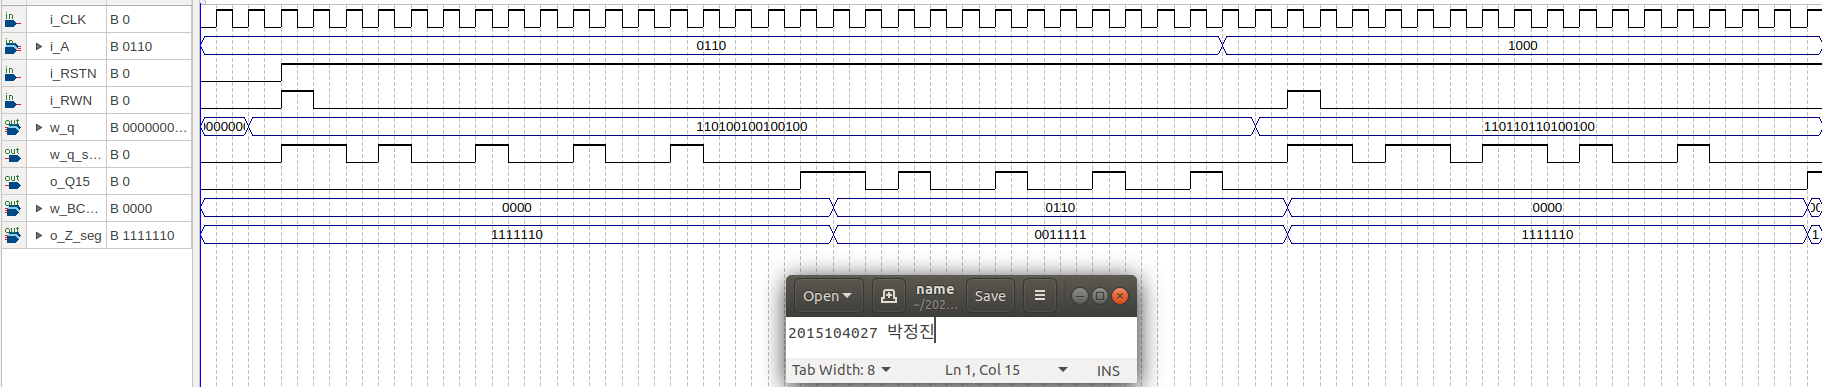 in i_CLK B 0
in i_A B 0110 0110 1000
in i_RSTN B 0
in i_RWN B 0
out w_q B 0000000... 000000 110100100100100 110110110100100
out w_q_s... B 0
out o_Q15 B 0
out w_BC... B 0000 0000 0110 0000
out o_Z_seg B 1111110 1111110 0011111 1111110 1
Open name Save
~/202...
2015104027 박정진
Tab Width: 8 Ln 1, Col 15 INS